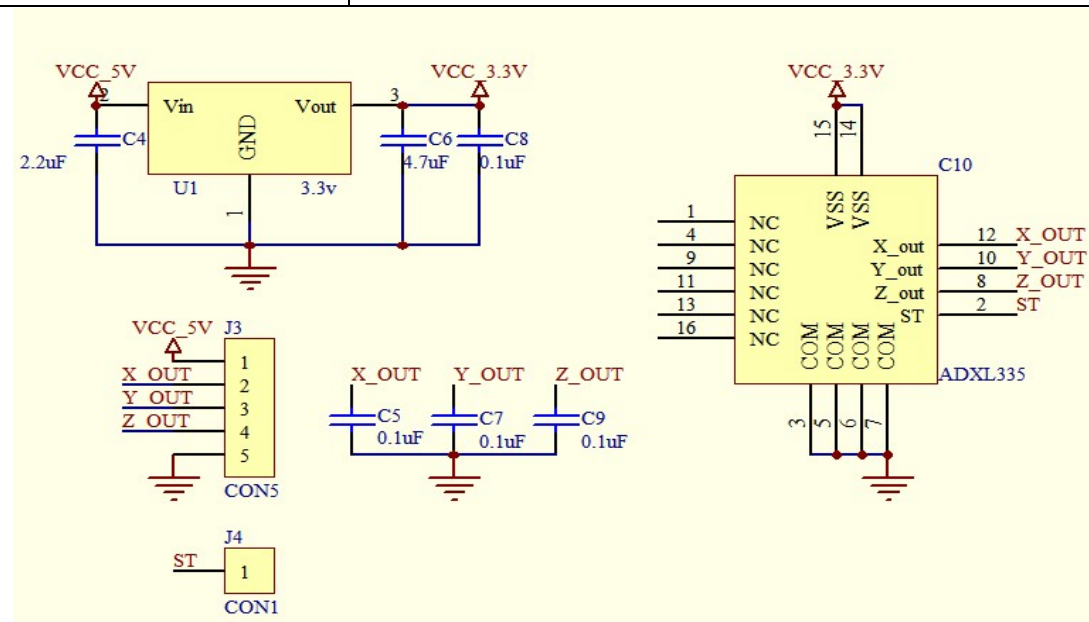 VCC_5V
VCC_3.3V
2
Vin
Vout
3
GND
C4
2.2uF
C6
4.7uF
C8
0.1uF
U1
3.3v
1
VCC_3.3V
15
14
C10
VSS
VSS
1
NC
4
NC
9
NC
11
NC
13
NC
16
NC
X_out
12
X_OUT
Y_out
10
Y_OUT
Z_out
8
Z_OUT
ST
2
ST
COM
COM
COM
COM
ADXL335
3
5
6
7
VCC_5V
J3
1
X_OUT
2
Y_OUT
3
Z_OUT
4
5
CON5
X_OUT
Y_OUT
Z_OUT
C5
0.1uF
C7
0.1uF
C9
0.1uF
J4
ST
1
CON1